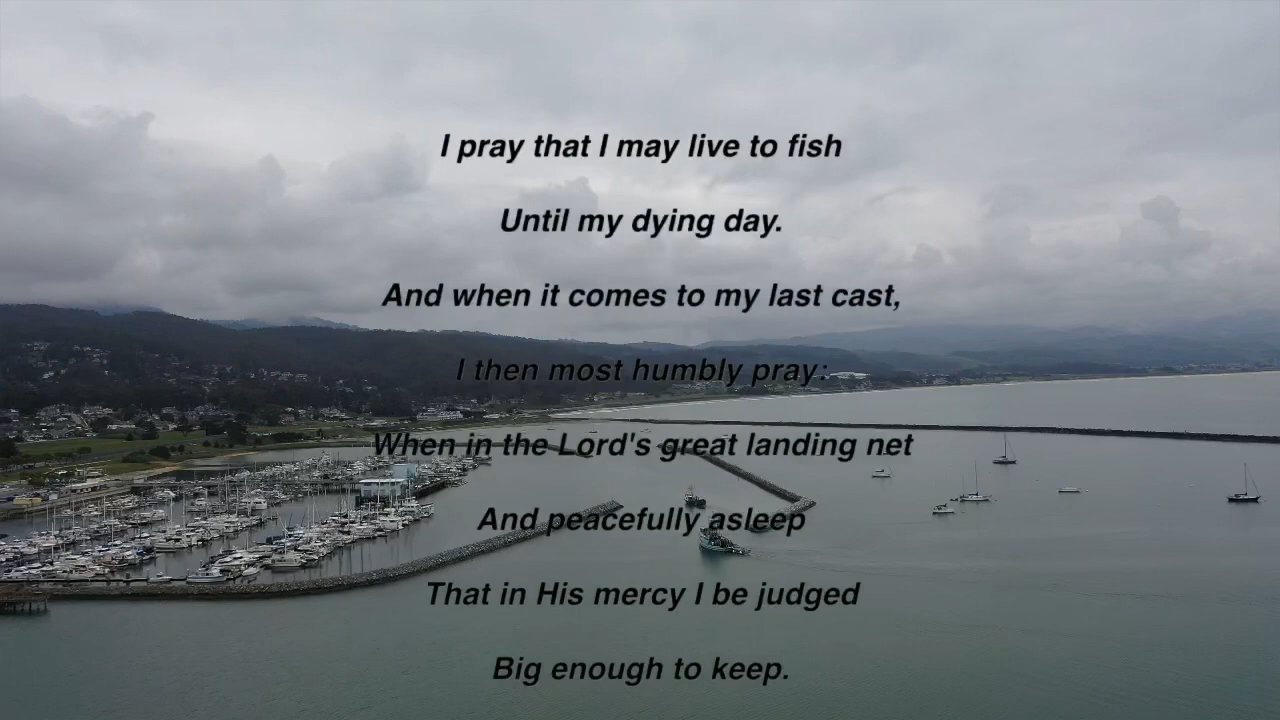 I pray that I may live to fish
Until my dying day.
And when it comes to my last cast,
I then most humbly pray:
When in the Lord's great landing net
And peacefully asleep
That in His mercy I be judged
Big enough to keep.